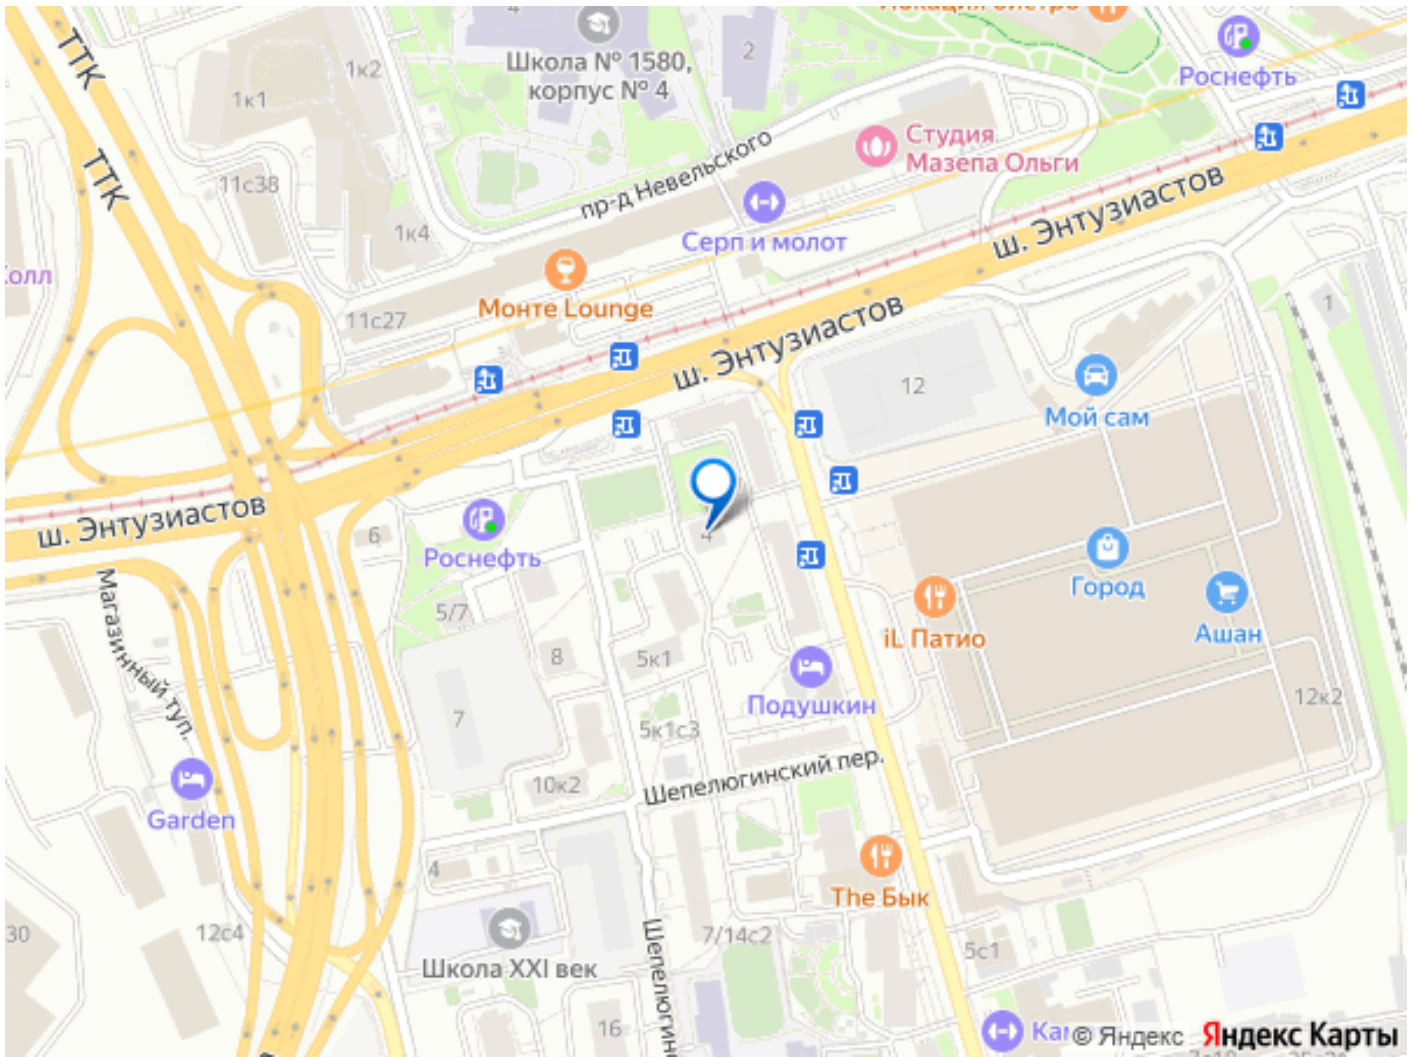 4
Школа № 1580,
корпус № 4
2
Роснефть
ТТК
1к2
1к1
Студия
Мазепа Ольги
ТТК
11с38
пр-д Невельского
ш. Энтузиастов
1к4
Серп и молот
Монте Lounge
11с27
1
ш. Энтузиастов
12
Мой сам
ш. Энтузиастов
6
Роснефть
4
Город
iL Патио
Ашан
Магазинный туп.
5/7
8
5к1
7
Подушкин
12к2
5к1с3
Шепелюгинский пер.
10к2
Garden
4
The Бык
30
12с4
Школа XXI век
7/14с2
5с1
16
© Яндекс Яндекс Карты